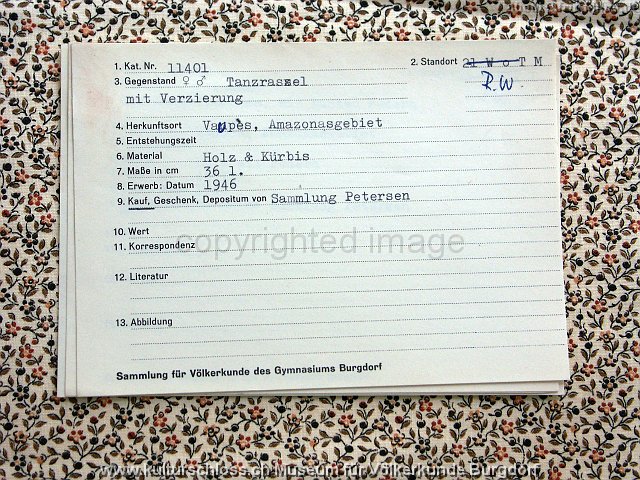 1. Kat. Nr. 11401 2. Standort 21 W o T M
3. Gegenstand ♀ ♂ Tanzrassel R.W.
mit Verzierung
4. Herkunftsort Vaupès, Amazonasgebiet
5. Entstehungszeit
6. Material Holz & Kürbis
7. Maße in cm 36 l.
8. Erwerb: Datum 1946
9. Kauf, Geschenk, Depositum von Sammlung Petersen
10. Wert
copyrighted image
11. Korrespondenz
12. Literatur
13. Abbildung
Sammlung für Völkerkunde des Gymnasiums Burgdorf
www.kulturschloss.ch Museum für Völkerkunde Burgdorf